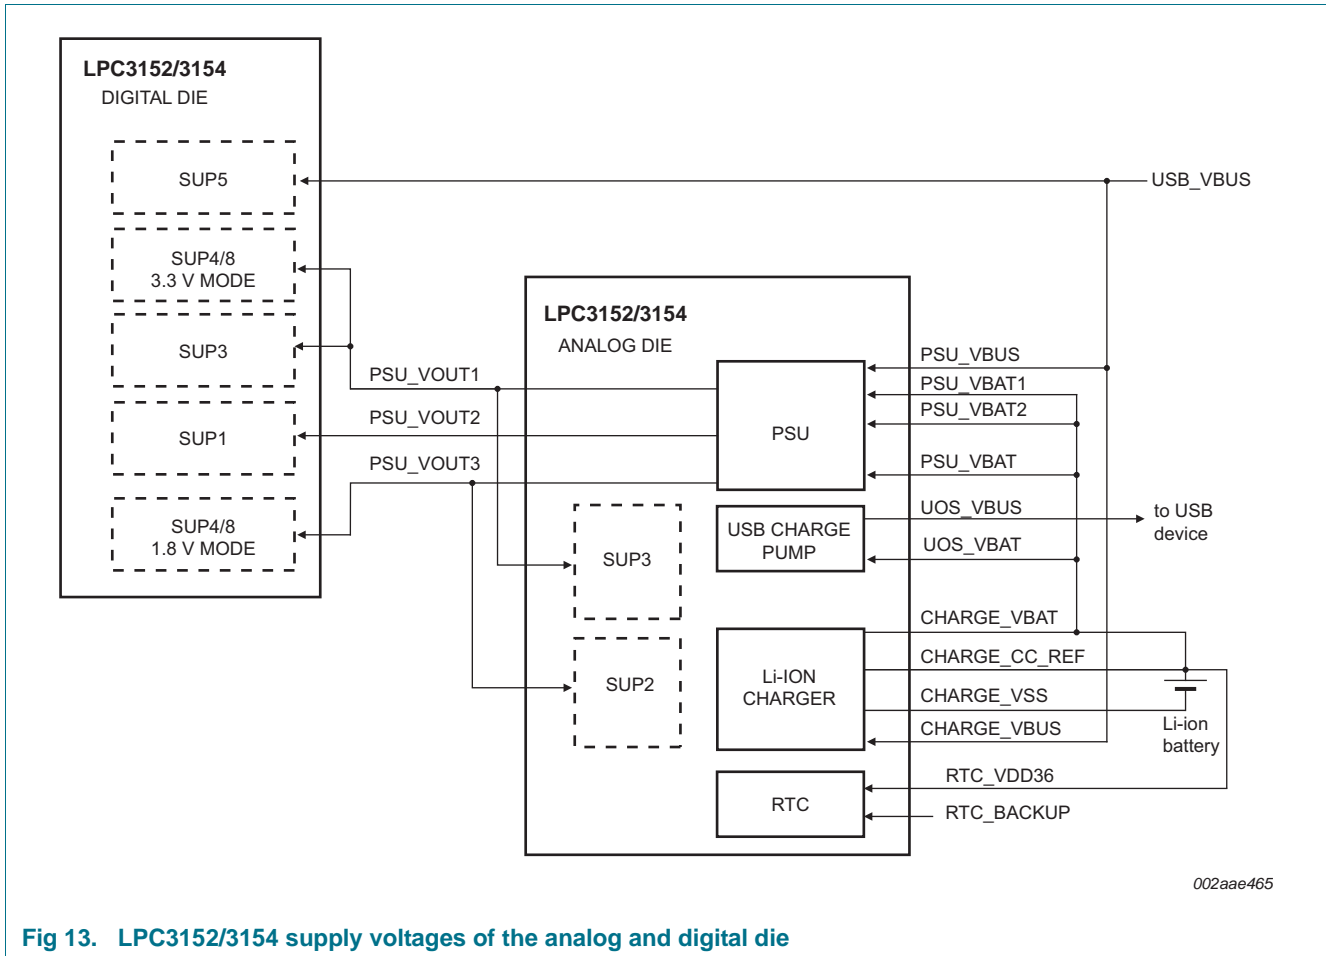 LPC3152/3154
DIGITAL DIE
SUP5
USB_VBUS
SUP4/8
3.3 V MODE
SUP3
SUP1
SUP4/8
1.8 V MODE
PSU_VOUT1
PSU_VOUT2
PSU_VOUT3
LPC3152/3154
ANALOG DIE
PSU
PSU_VBUS
PSU_VBAT1
PSU_VBAT2
PSU_VBAT
USB CHARGE
PUMP
UOS_VBUS
to USB
device
UOS_VBAT
SUP3
SUP2
Li-ION
CHARGER
CHARGE_VBAT
CHARGE_CC_REF
CHARGE_VSS
CHARGE_VBUS
Li-ion
battery
RTC
RTC_VDD36
RTC_BACKUP
002aae465
Fig 13. LPC3152/3154 supply voltages of the analog and digital die